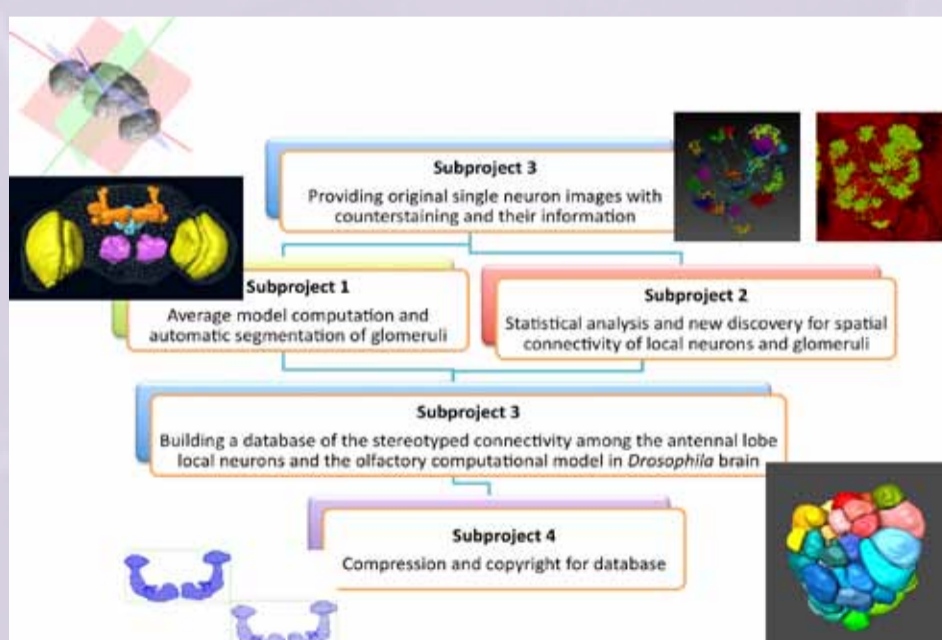 Subproject 3
Providing original single neuron images with
counterstaining and their information
Subproject 1
Average model computation and
automatic segmentation of glomeruli
Subproject 2
Statistical analysis and new discovery for spatial
connectivity of local neurons and glomeruli
Subproject 3
Building a database of the stereotyped connectivity among the antennal lobe
local neurons and the olfactory computational model in Drosophila brain
Subproject 4
Compression and copyright for database